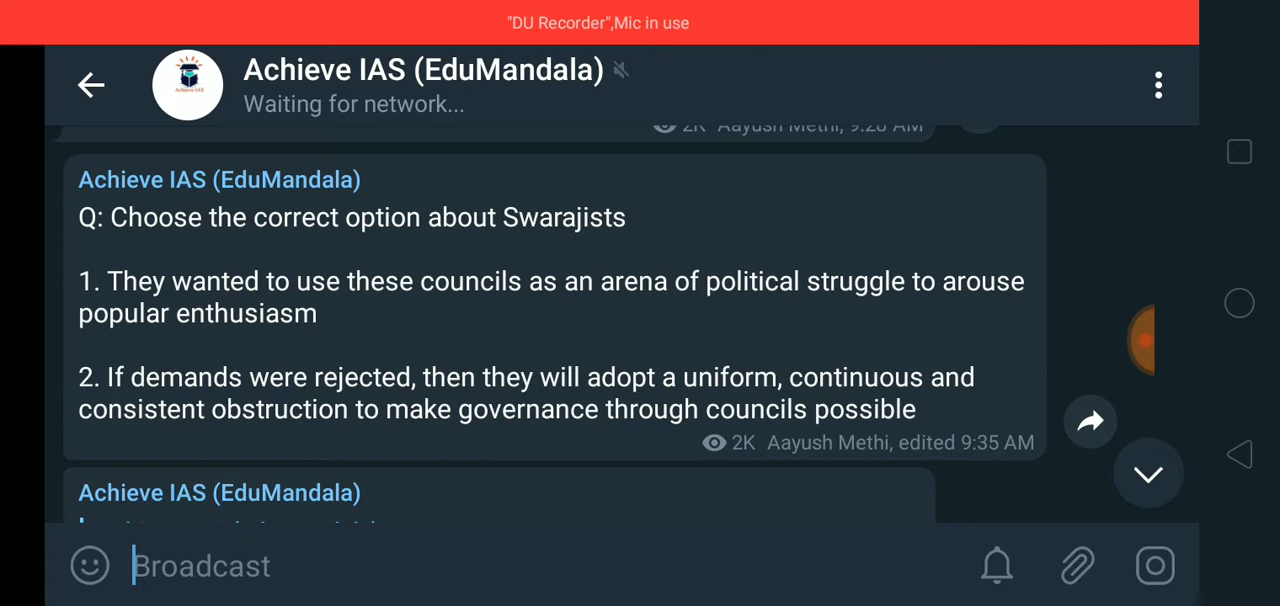 "DU Recorder",Mic in use
Achieve IAS (EduMandala)
Waiting for network...
2K Aayush Methi, 9:28 AM
Achieve IAS (EduMandala)
Q: Choose the correct option about Swarajists
1. They wanted to use these councils as an arena of political struggle to arouse
popular enthusiasm
2. If demands were rejected, then they will adopt a uniform, continuous and
consistent obstruction to make governance through councils possible
2K Aayush Methi, edited 9:35 AM
Achieve IAS (EduMandala)
Broadcast